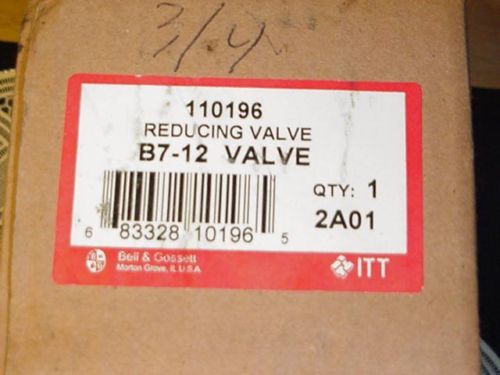 3/4
110196
REDUCING VALVE
B7-12 VALVE
QTY: 1
2A01
6 83328 10196 5
Bell & Gossett
Morton Grove, IL U.S.A
ITT